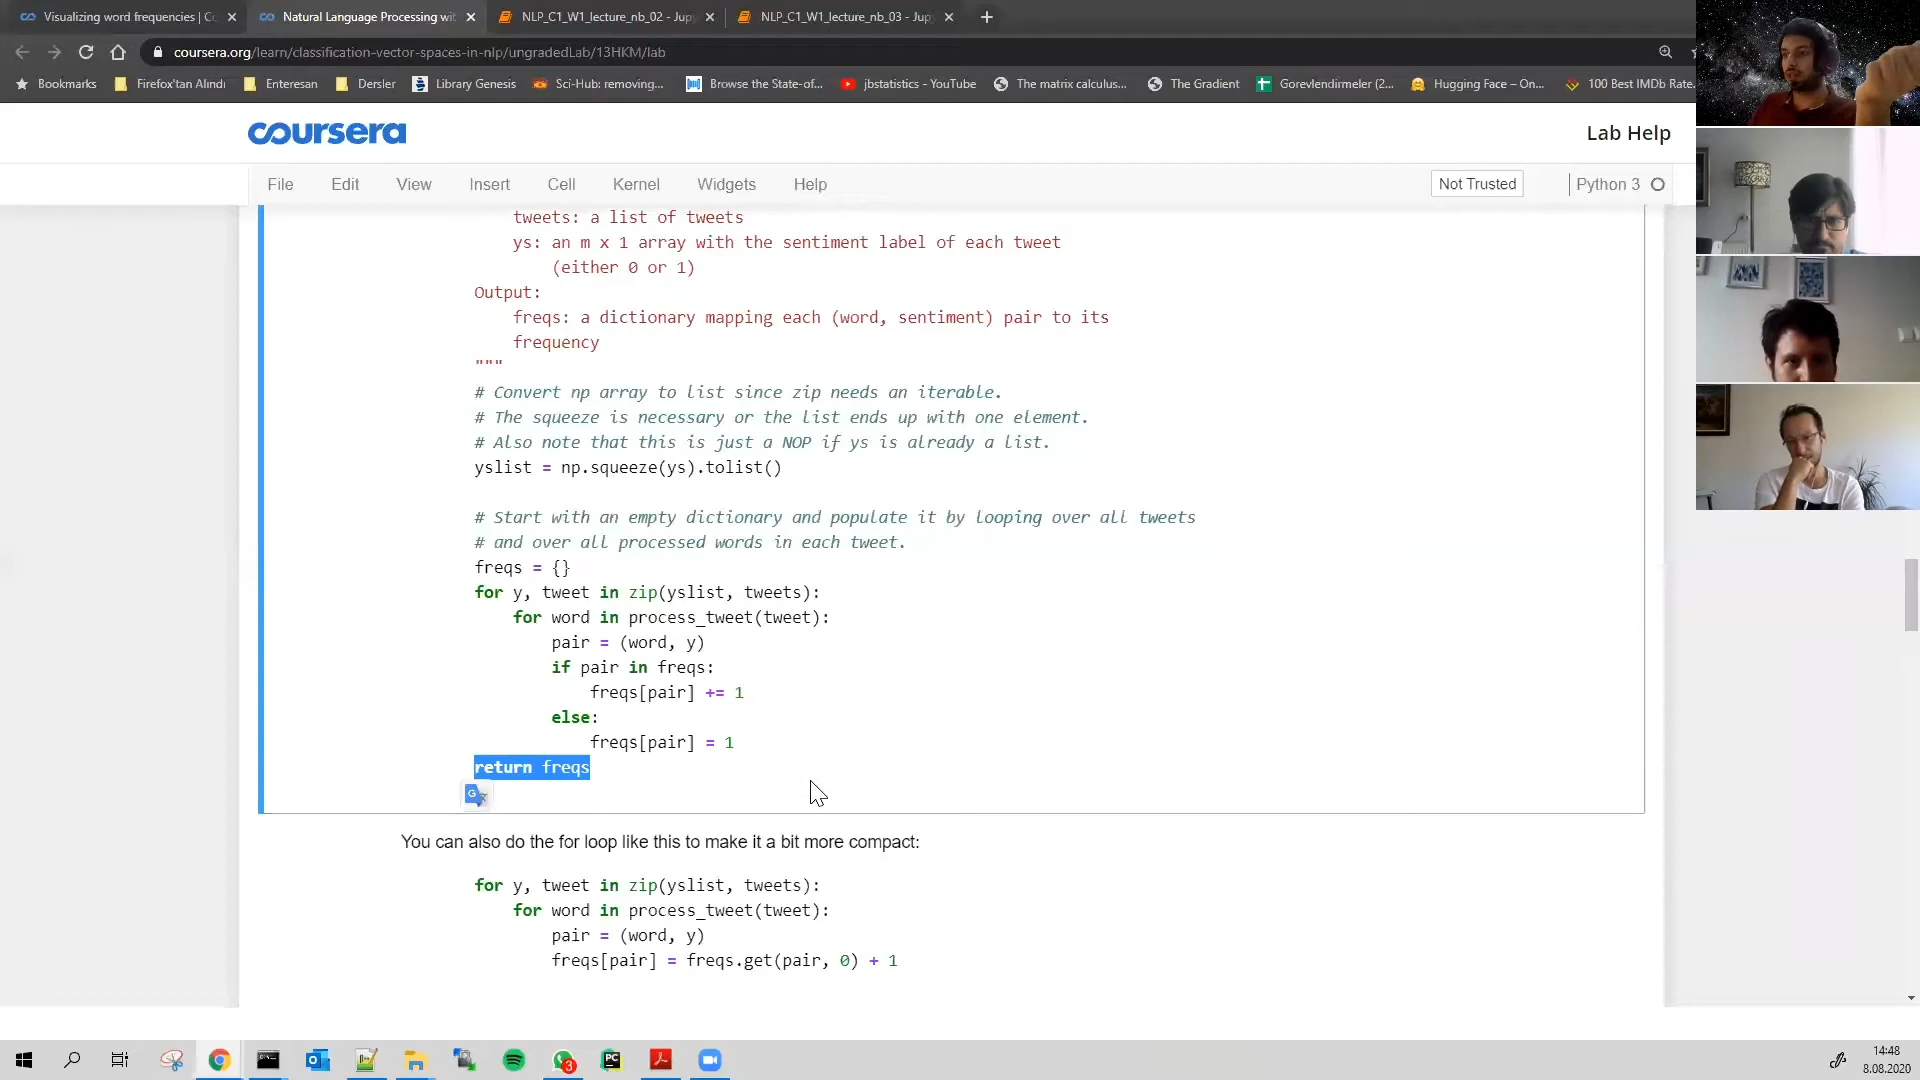 Visualizing word frequencies | Co
Natural Language Processing wit
NLP_C1_W1_lecture_nb_02 - Jup
NLP_C1_W1_lecture_nb_03 - Jup
coursera.org/learn/classification-vector-spaces-in-nlp/ungradedLab/13HKM/lab
Bookmarks
Firefox'tan Alındı
Enteresan
Dersler
Library Genesis
Sci-Hub: removing...
Browse the State-of...
jbstatistics - YouTube
The matrix calculus...
The Gradient
Gorevlendirmeler (2...
Hugging Face – On...
100 Best IMDb Rate
coursera
Lab Help
File Edit View Insert Cell Kernel Widgets Help
Not Trusted
Python 3
tweets: a list of tweets
ys: an m x 1 array with the sentiment label of each tweet
(either 0 or 1)
Output:
freqs: a dictionary mapping each (word, sentiment) pair to its
frequency
"""
# Convert np array to list since zip needs an iterable.
# The squeeze is necessary or the list ends up with one element.
# Also note that this is just a NOP if ys is already a list.
yslist = np.squeeze(ys).tolist()
# Start with an empty dictionary and populate it by looping over all tweets
# and over all processed words in each tweet.
freqs = {}
for y, tweet in zip(yslist, tweets):
for word in process_tweet(tweet):
pair = (word, y)
if pair in freqs:
freqs[pair] += 1
else:
freqs[pair] = 1
return freqs
You can also do the for loop like this to make it a bit more compact:
for y, tweet in zip(yslist, tweets):
for word in process_tweet(tweet):
pair = (word, y)
freqs[pair] = freqs.get(pair, 0) + 1
3
PC
14:48
8.08.2020